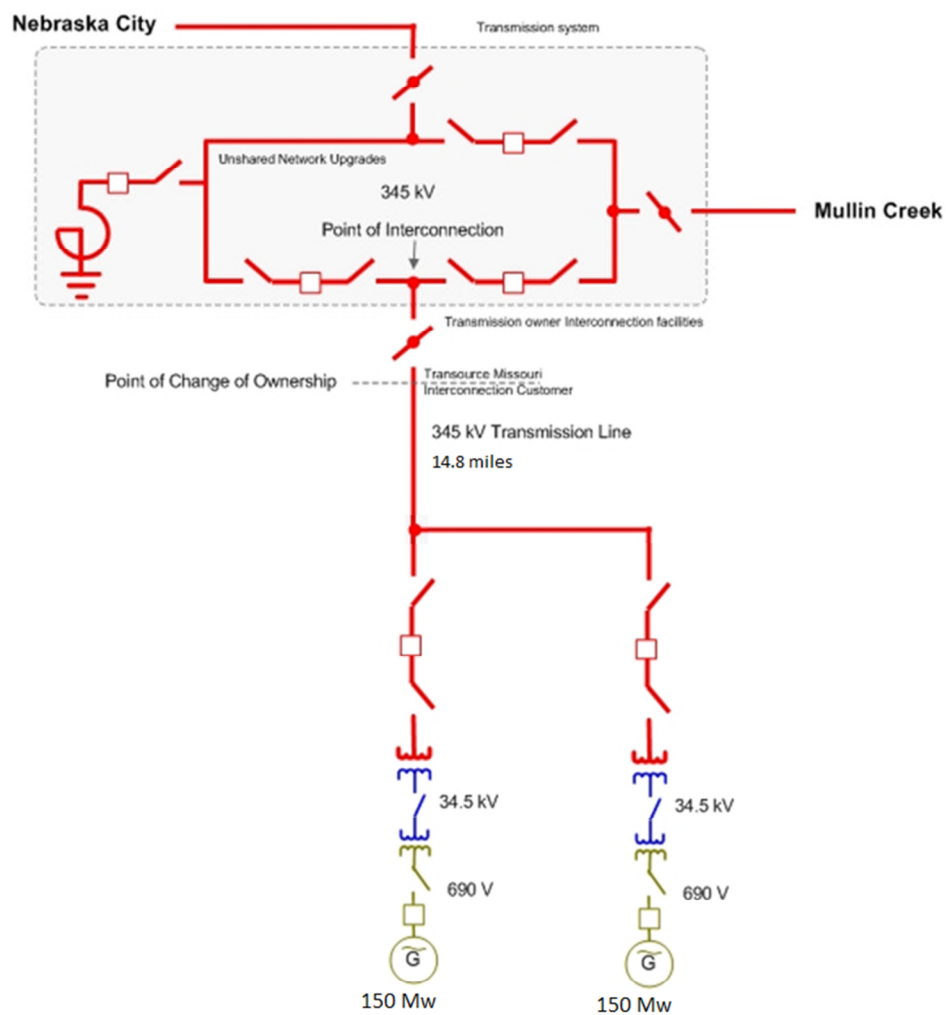 Nebraska City
Transmission system
Unshared Network Upgrades
345 kV
Point of Interconnection
Mullin Creek
Transmission owner Interconnection facilities
Point of Change of Ownership
Transource Missouri
Interconnection Customer
345 kV Transmission Line
14.8 miles
34.5 kV
34.5 kV
690 V
690 V
G
G
150 Mw
150 Mw